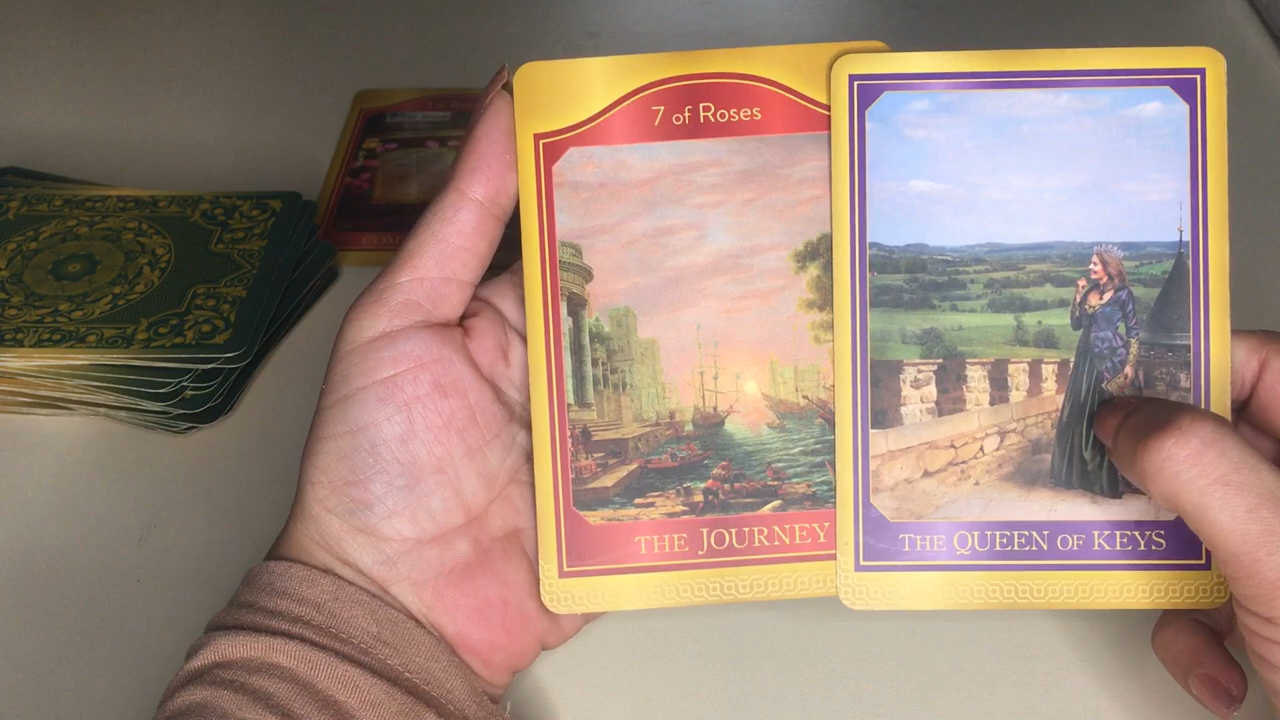 7 of Roses
THE JOURNEY
THE QUEEN OF KEYS